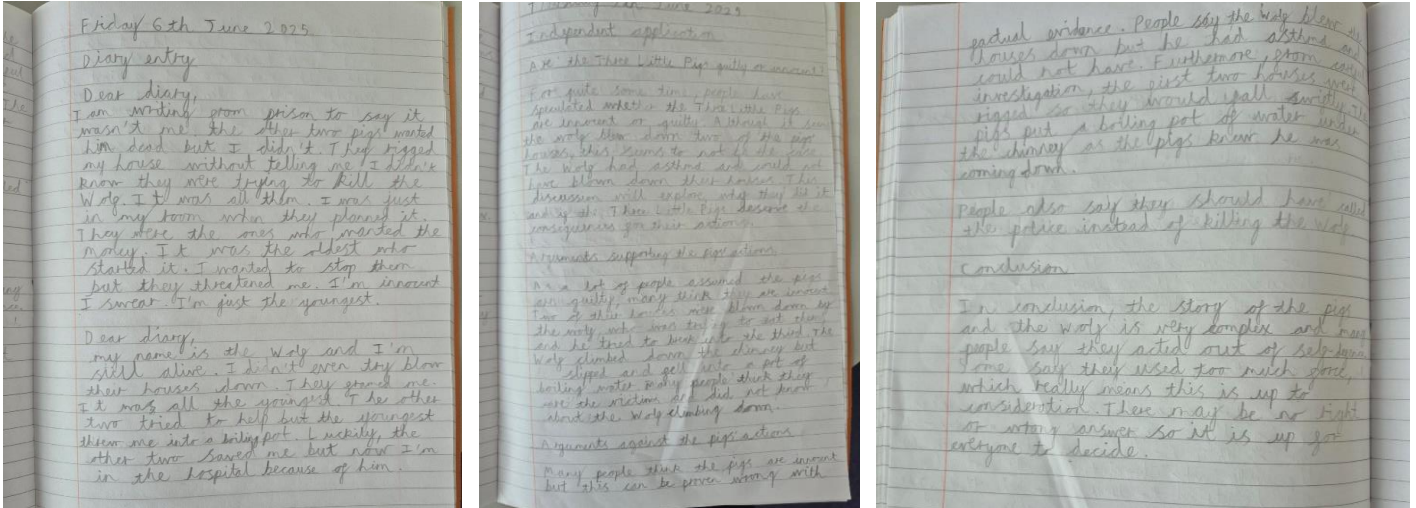 Friday 6th June 2025
Diary entry
Dear diary,
I am writing from prison to say it
wasn't me. the other two pigs wanted
him dead but I didn't. They rigged
my house without telling me. I didn't
know they were trying to kill the
Wolf. It was all them. I was just
in my room when they planned it.
They were the ones who wanted the
money. It was the oldest who
started it. I wanted to stop them
but they threatened me. I'm innocent
I swear. I'm just the youngest.
Dear diary,
my name is the Wolf and I'm
still alive. I didn't even try blow
their houses down. They framed me.
It was all the youngest. The other
two tried to help but the youngest
threw me into a boiling pot. Luckily, the
other two saved me but now I'm
in the hospital because of him.
June 2025
Independent application
Are the Three Little Pigs guilty or innocent?
For quite some time, people have
speculated whether the Three Little Pigs
are innocent or guilty. Although it
the wolf blew down two of the pigs
houses, this seems to not be the case.
The Wolf had asthma and could not
have blown down their houses. This
discussion will explore why they did it
and if the Three Little Pigs deserve the
consequences for their actions.
Arguments supporting the pigs' actions
As a lot of people assumed the pigs
are guilty, many think they are innocent
Two of their houses were blown down by
the wolf who was trying to eat them
and he tried to break into the third. The
Wolf climbed down the chimney but
slipped and fell into a pot of
boiling water many people think they
were the victims and did not know
about the Wolf climbing down.
Arguments against the pigs' actions
Many people think the pigs are innocent
but this can be proven wrong with
factual evidence. People say the Wolf blew the
houses down but he had asthma and
could not have. Furthermore, from
investigation, the first two houses were
rigged so they would fall swiftly. The
pigs put a boiling pot of water under
the chimney as the pigs knew he was
coming down.
People also say they should have called
the police instead of killing the Wolf
Conclusion
In conclusion, the story of the pigs
and the Wolf is very complex and many
people say they acted out of self-
some say they used too much force,
which really means this is up to
consideration. There may be no right
or wrong answer so it is up for
everyone to decide.